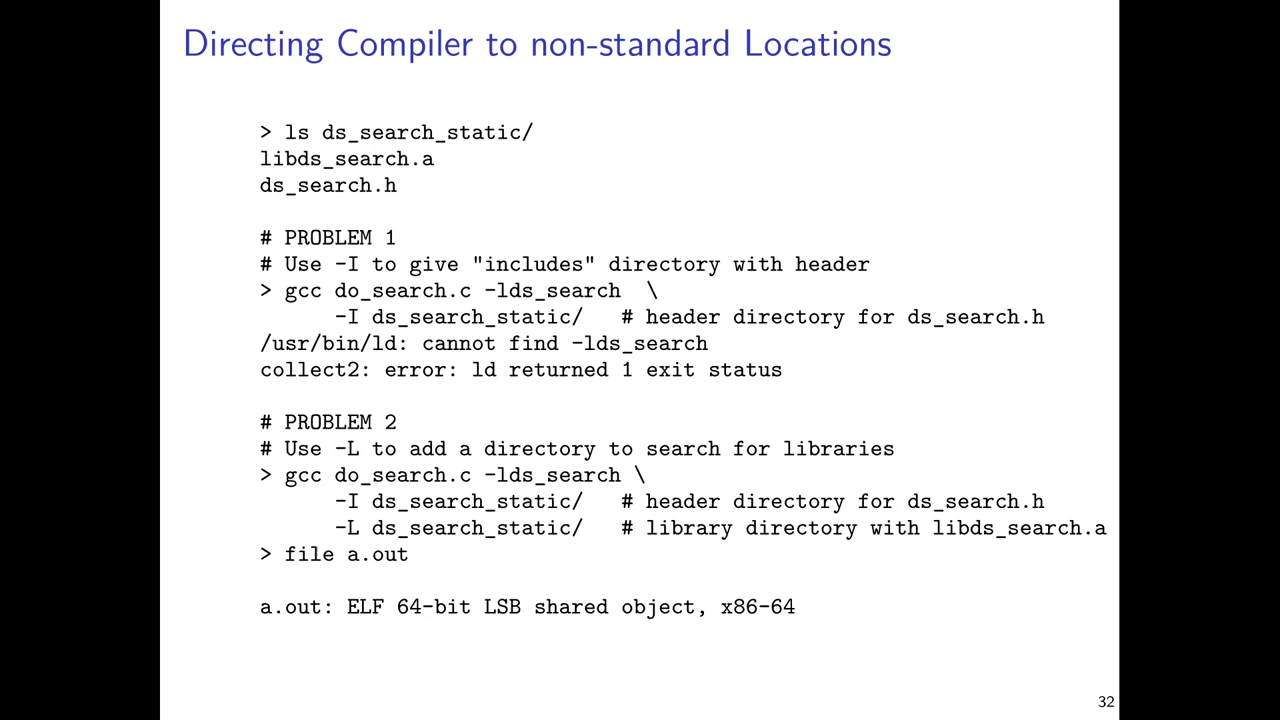 Directing Compiler to non-standard Locations
> ls ds_search_static/
libds_search.a
ds_search.h
# PROBLEM 1
# Use -I to give "includes" directory with header
> gcc do_search.c -lds_search \
-I ds_search_static/ # header directory for ds_search.h
/usr/bin/ld: cannot find -lds_search
collect2: error: ld returned 1 exit status
# PROBLEM 2
# Use -L to add a directory to search for libraries
> gcc do_search.c -lds_search \
-I ds_search_static/ # header directory for ds_search.h
-L ds_search_static/ # library directory with libds_search.a
> file a.out
a.out: ELF 64-bit LSB shared object, x86-64
32